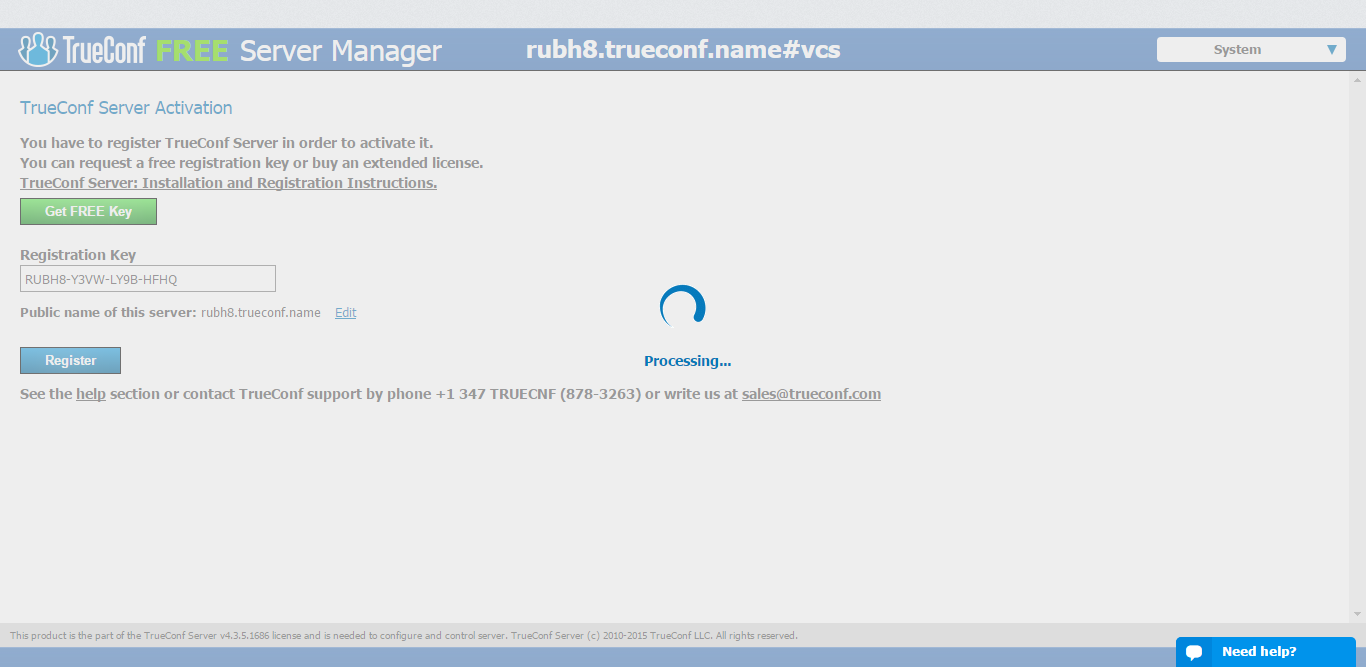 TrueConf FREE Server Manager
rubh8.trueconf.name#vcs
System
TrueConf Server Activation
You have to register TrueConf Server in order to activate it.
You can request a free registration key or buy an extended license.
TrueConf Server: Installation and Registration Instructions.
Get FREE Key
Registration Key
RUBH8-Y3VW-LY9B-HFHQ
Public name of this server: rubh8.trueconf.name Edit
Register
Processing...
See the help section or contact TrueConf support by phone +1 347 TRUECNF (878-3263) or write us at sales@trueconf.com
This product is the part of the TrueConf Server v4.3.5.1686 license and is needed to configure and control server. TrueConf Server (c) 2010-2015 TrueConf LLC. All rights reserved.
Need help?